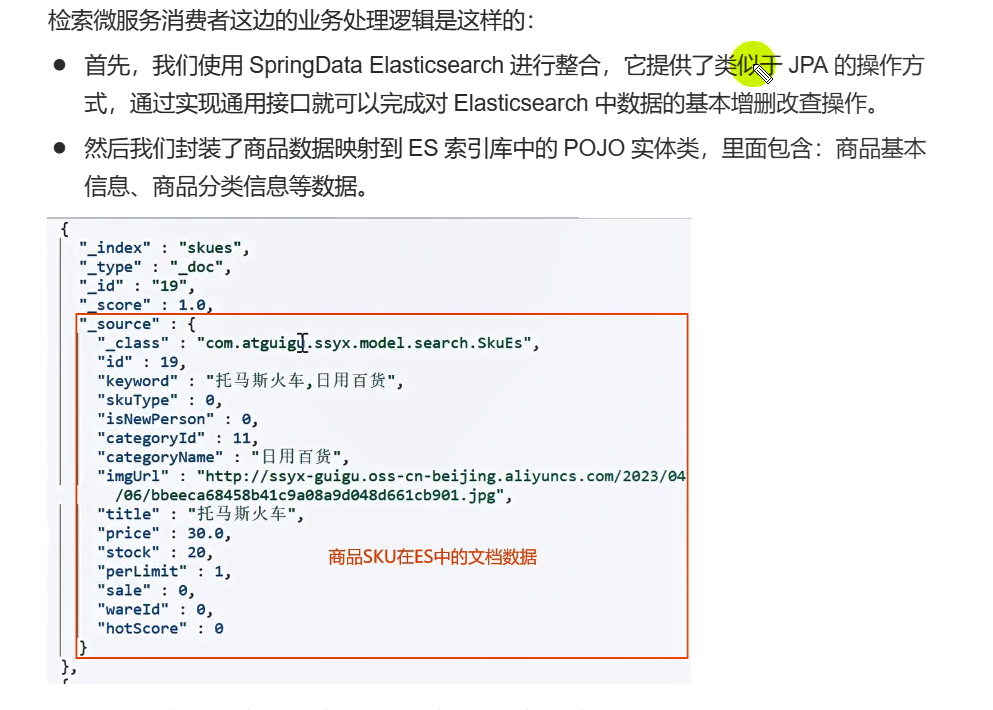 检索微服务消费者这边的业务处理逻辑是这样的：
● 首先，我们使用 SpringData Elasticsearch 进行整合，它提供了类似于 JPA 的操作方
式，通过实现通用接口就可以完成对 Elasticsearch 中数据的基本增删改查操作。
● 然后我们封装了商品数据映射到 ES 索引库中的 POJO 实体类，里面包含：商品基本
信息、商品分类信息等数据。
{
"_index" : "skues",
"_type" : "_doc",
"_id" : "19",
"_score" : 1.0,
"_source" : {
"_class" : "com.atguigu.ssyx.model.search.SkuEs",
"id" : 19,
"keyword" : "托马斯火车,日用百货",
"skuType" : 0,
"isNewPerson" : 0,
"categoryId" : 11,
"categoryName" : "日用百货",
"imgUrl" : "http://ssyx-guigu.oss-cn-beijing.aliyuncs.com/2023/04
/06/bbeeca68458b41c9a08a9d048d661cb901.jpg",
"title" : "托马斯火车",
"price" : 30.0,
"stock" : 20,
商品SKU在ES中的文档数据
"perLimit" : 1,
"sale" : 0,
"wareId" : 0,
"hotScore" : 0
}
},